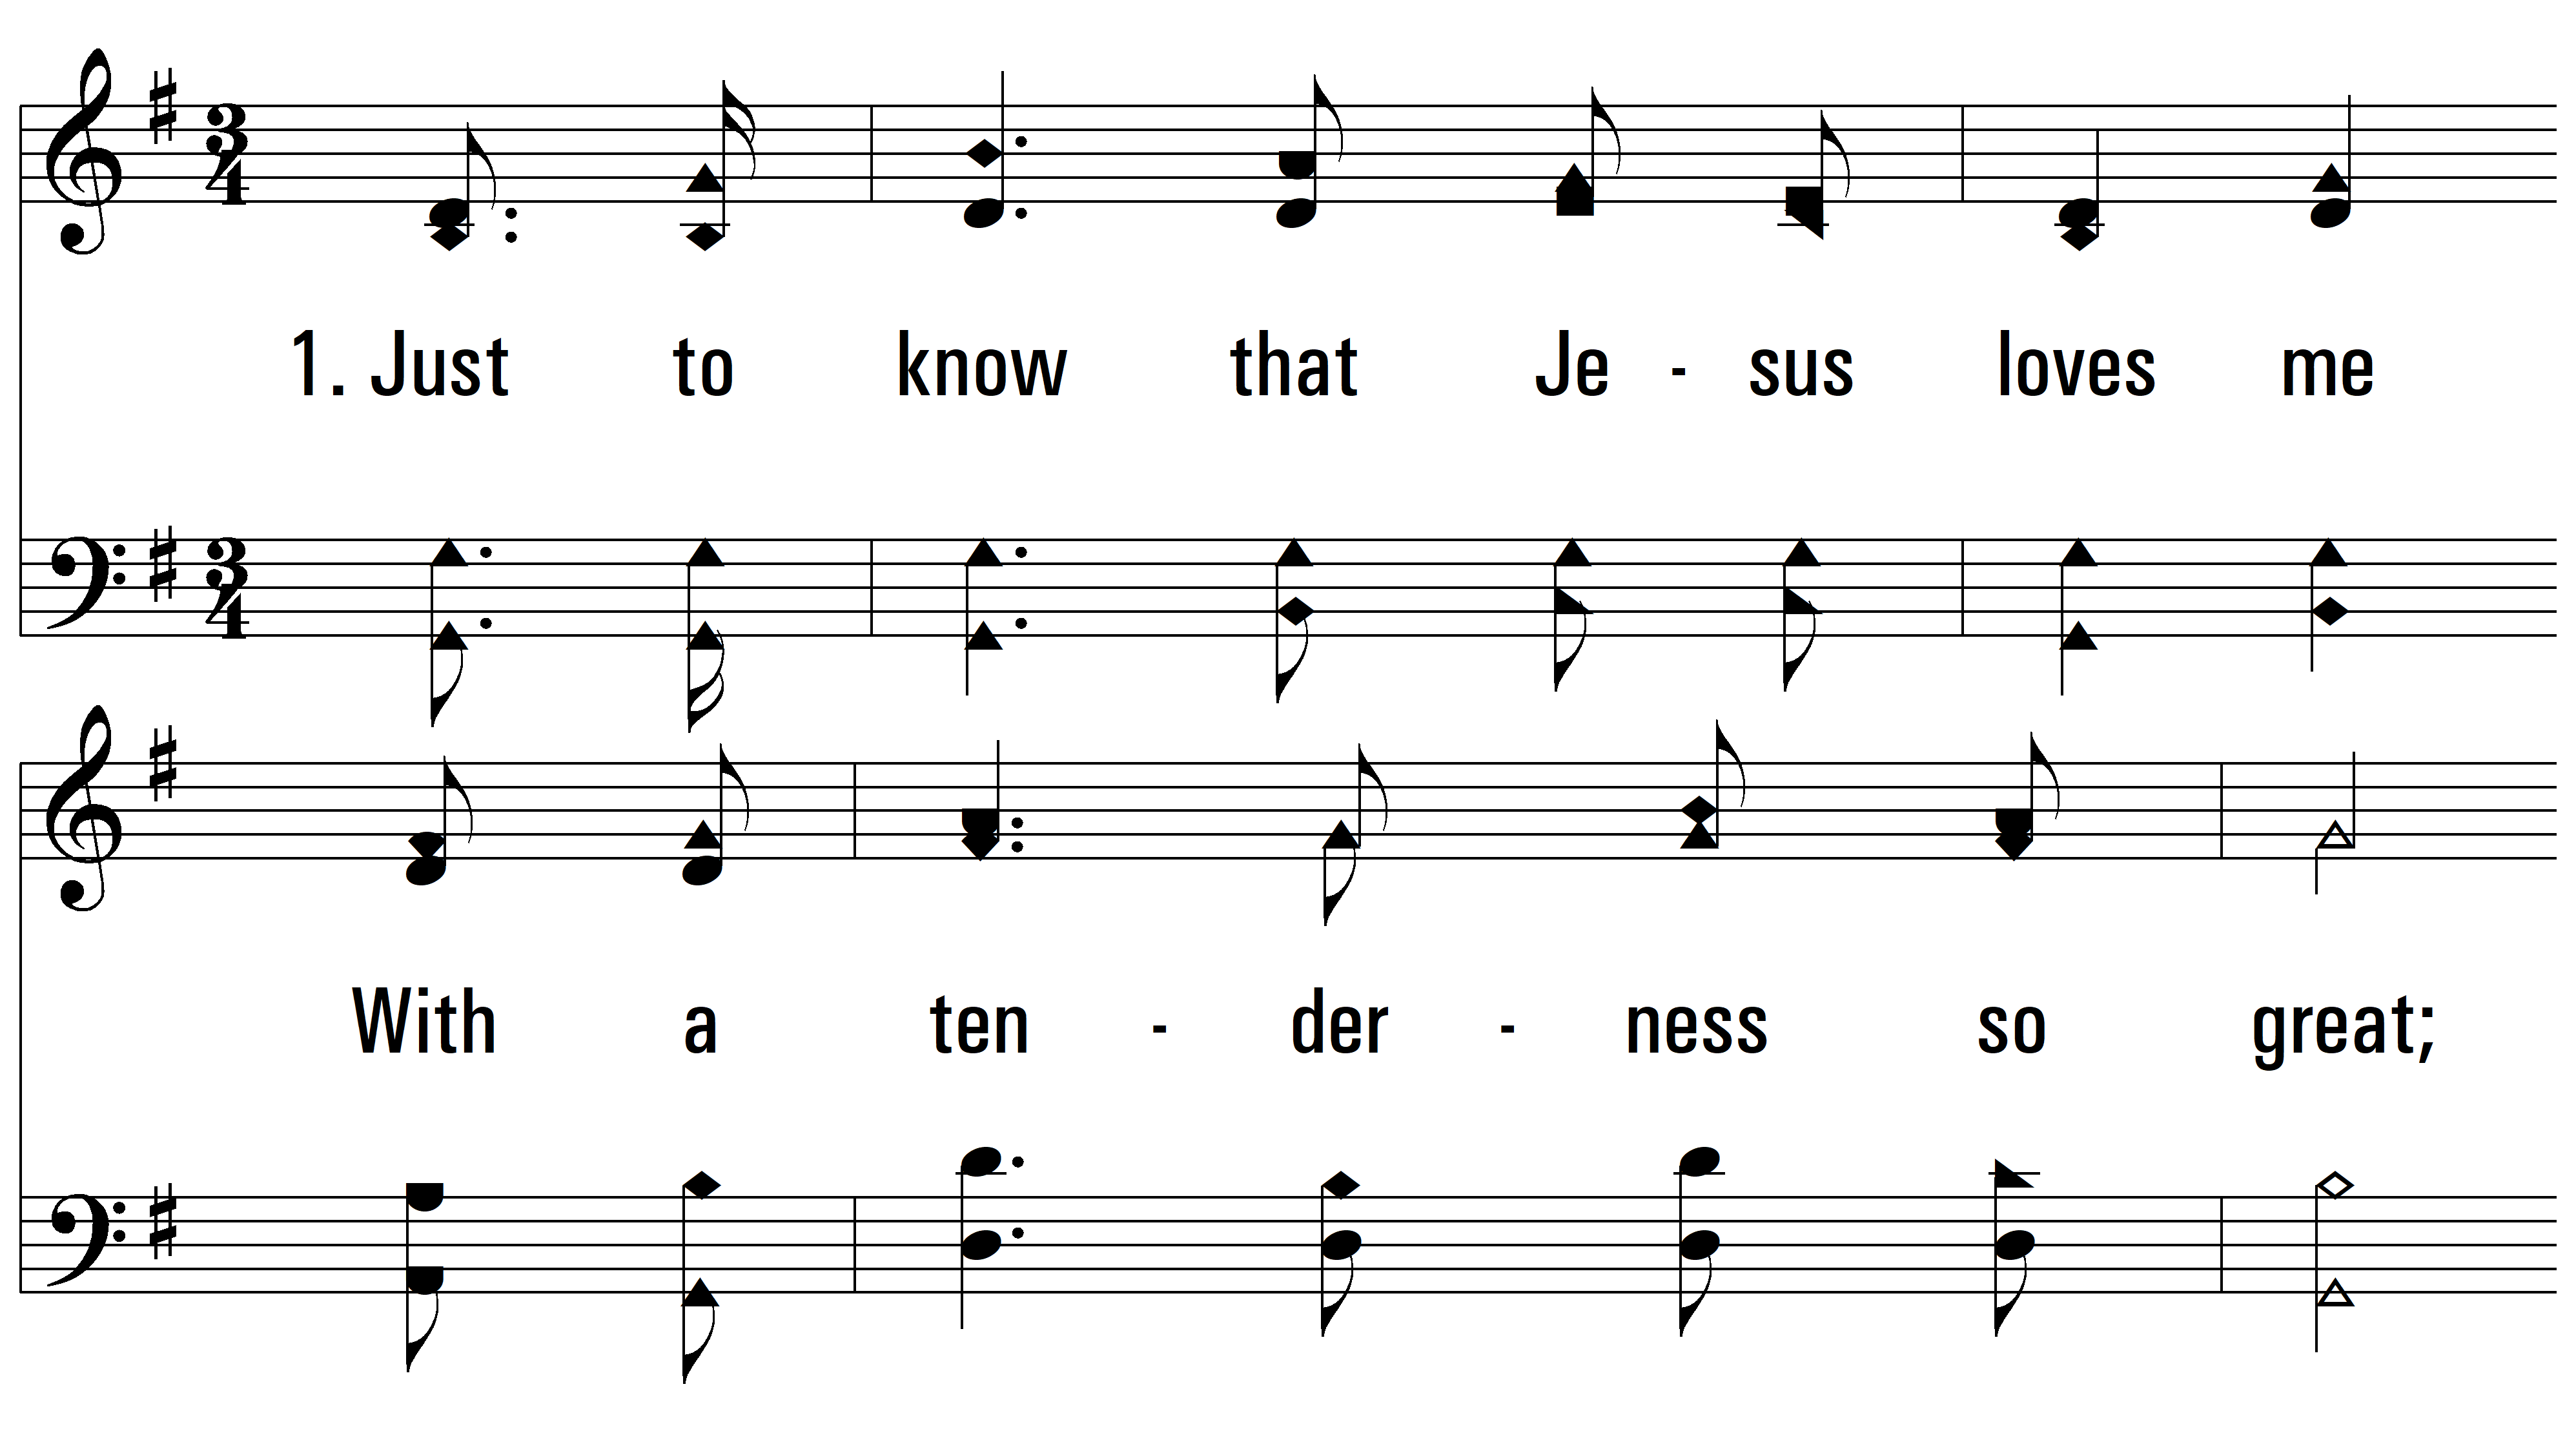 1. Just to know that Je - sus loves me
With a ten - der - ness so great;